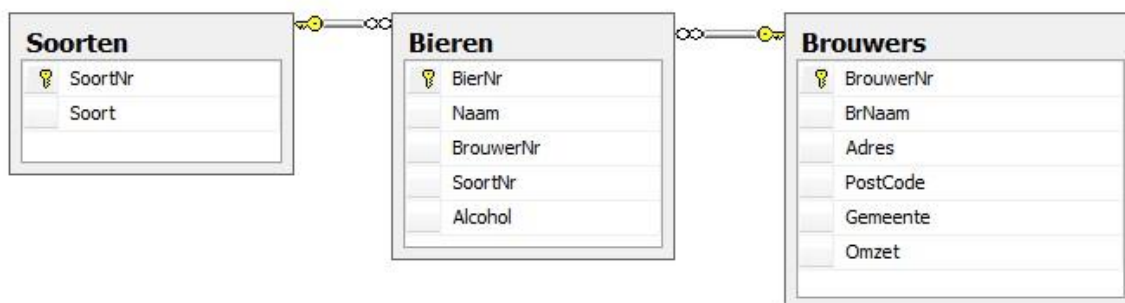 Soorten
SoortNr
Soort
Bieren
BierNr
Naam
BrouwerNr
SoortNr
Alcohol
Brouwers
BrouwerNr
BrNaam
Adres
PostCode
Gemeente
Omzet